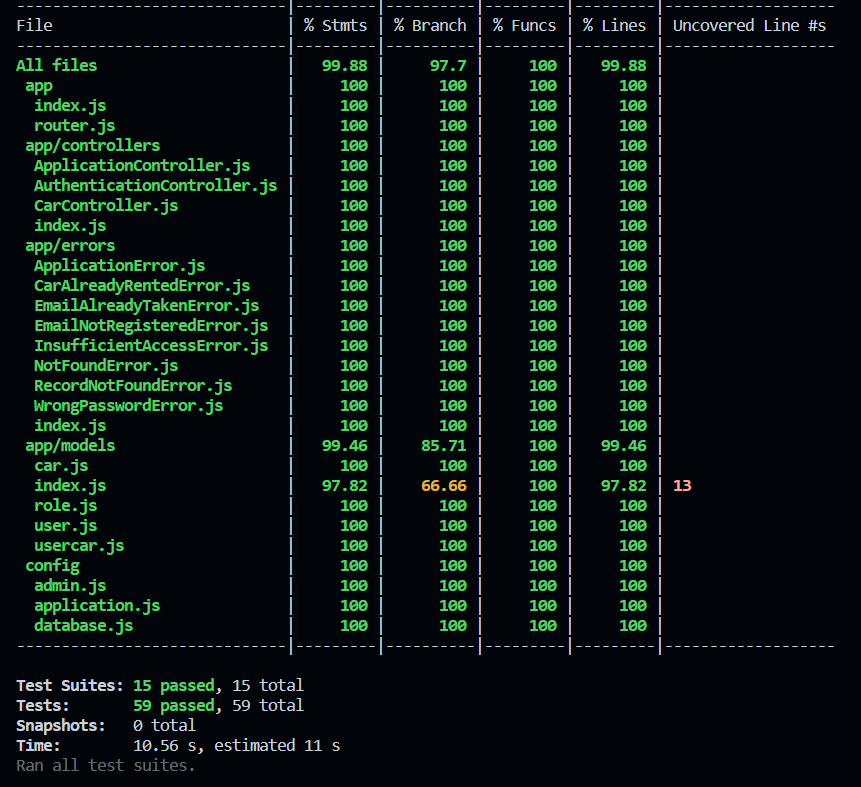 -------------------------------|---------|----------|---------|---------|-------------------
File                           | % Stmts | % Branch | % Funcs | % Lines | Uncovered Line #s
-------------------------------|---------|----------|---------|---------|-------------------
All files                      |   99.88 |     97.7 |     100 |   99.88 |
 app                           |     100 |      100 |     100 |     100 |
  index.js                     |     100 |      100 |     100 |     100 |
  router.js                    |     100 |      100 |     100 |     100 |
 app/controllers               |     100 |      100 |     100 |     100 |
  ApplicationController.js     |     100 |      100 |     100 |     100 |
  AuthenticationController.js  |     100 |      100 |     100 |     100 |
  CarController.js             |     100 |      100 |     100 |     100 |
  index.js                     |     100 |      100 |     100 |     100 |
 app/errors                    |     100 |      100 |     100 |     100 |
  ApplicationError.js          |     100 |      100 |     100 |     100 |
  CarAlreadyRentedError.js     |     100 |      100 |     100 |     100 |
  EmailAlreadyTakenError.js    |     100 |      100 |     100 |     100 |
  EmailNotRegisteredError.js   |     100 |      100 |     100 |     100 |
  InsufficientAccessError.js   |     100 |      100 |     100 |     100 |
  NotFoundError.js             |     100 |      100 |     100 |     100 |
  RecordNotFoundError.js       |     100 |      100 |     100 |     100 |
  WrongPasswordError.js        |     100 |      100 |     100 |     100 |
  index.js                     |     100 |      100 |     100 |     100 |
 app/models                    |   99.46 |    85.71 |     100 |   99.46 |
  car.js                       |     100 |      100 |     100 |     100 |
  index.js                     |   97.82 |    66.66 |     100 |   97.82 | 13
  role.js                      |     100 |      100 |     100 |     100 |
  user.js                      |     100 |      100 |     100 |     100 |
  usercar.js                   |     100 |      100 |     100 |     100 |
 config                        |     100 |      100 |     100 |     100 |
  admin.js                     |     100 |      100 |     100 |     100 |
  application.js               |     100 |      100 |     100 |     100 |
  database.js                  |     100 |      100 |     100 |     100 |
-------------------------------|---------|----------|---------|---------|-------------------
Test Suites: 15 passed, 15 total
Tests:       59 passed, 59 total
Snapshots:   0 total
Time:        10.56 s, estimated 11 s
Ran all test suites.